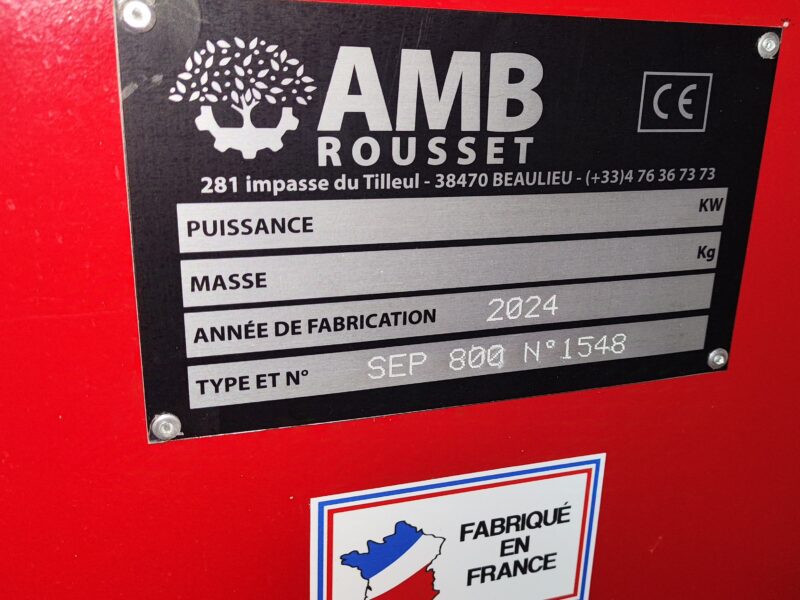 AMB
ROUSSET
CE
281 impasse du Tilleul - 38470 BEAULIEU - (+33)4 76 36 73 73
PUISSANCE KW
MASSE Kg
ANNÉE DE FABRICATION 2024
TYPE ET N° SEP 800 N°1548
FABRIQUÉ
EN
FRANCE